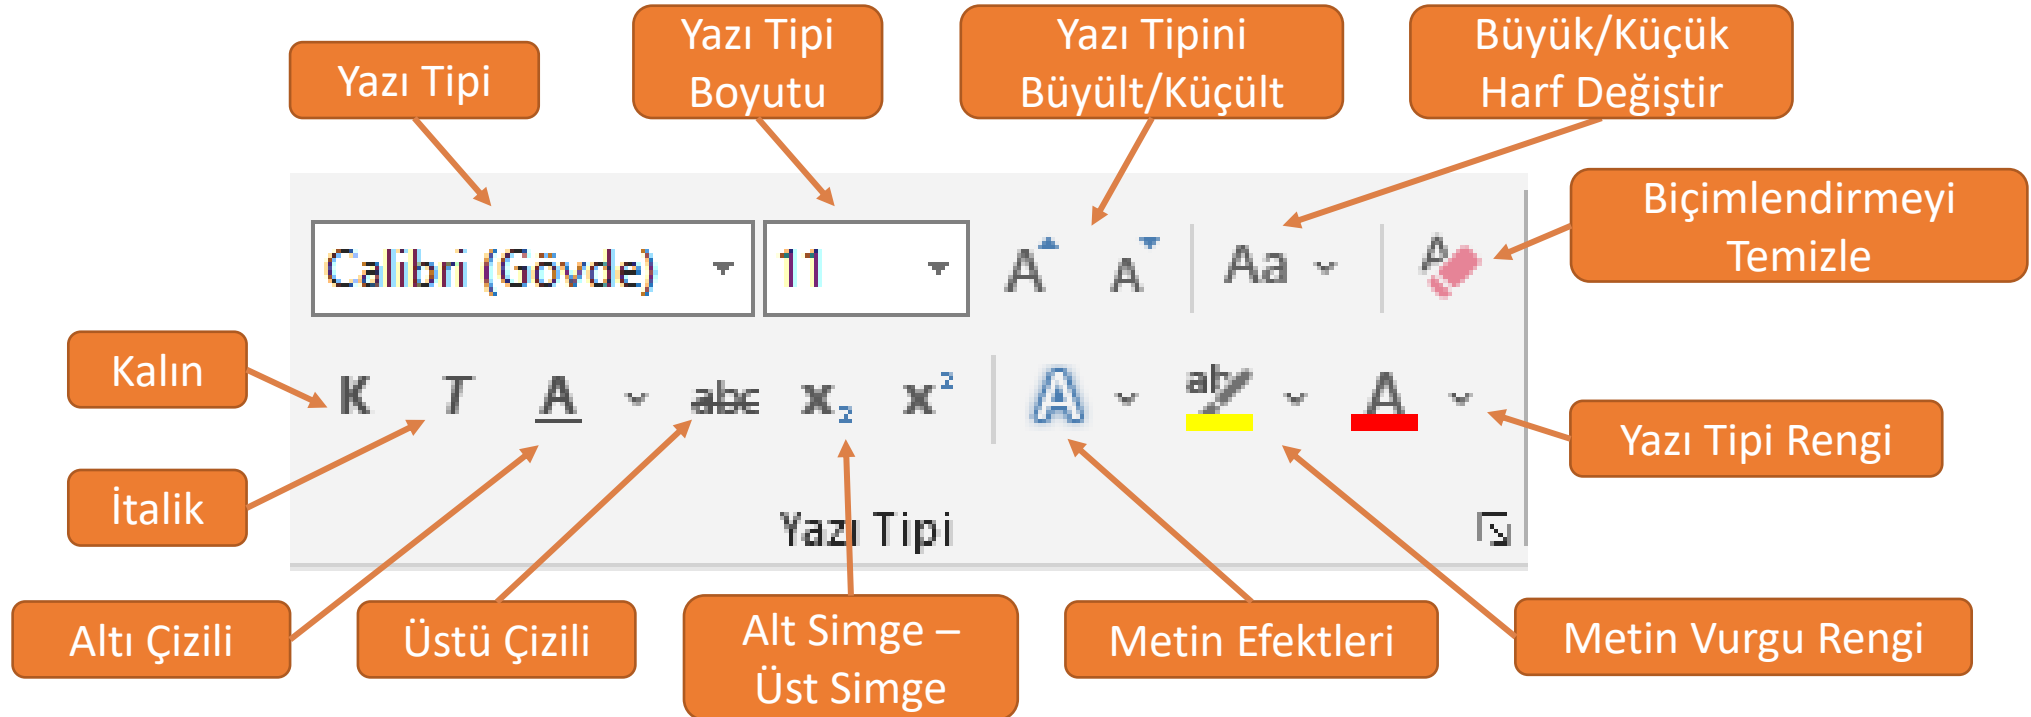 Yazı Tipi
Yazı Tipi
Boyutu
Yazı Tipini
Büyült/Küçült
Büyük/Küçük
Harf Değiştir
Biçimlendirmeyi
Temizle
Calibri (Gövde)
11
A A
Aa
A
Kalın
K T A abc x₂ x² A ab A
Yazı Tipi Rengi
İtalik
Yazı Tipi
Altı Çizili
Üstü Çizili
Alt Simge –
Üst Simge
Metin Efektleri
Metin Vurgu Rengi